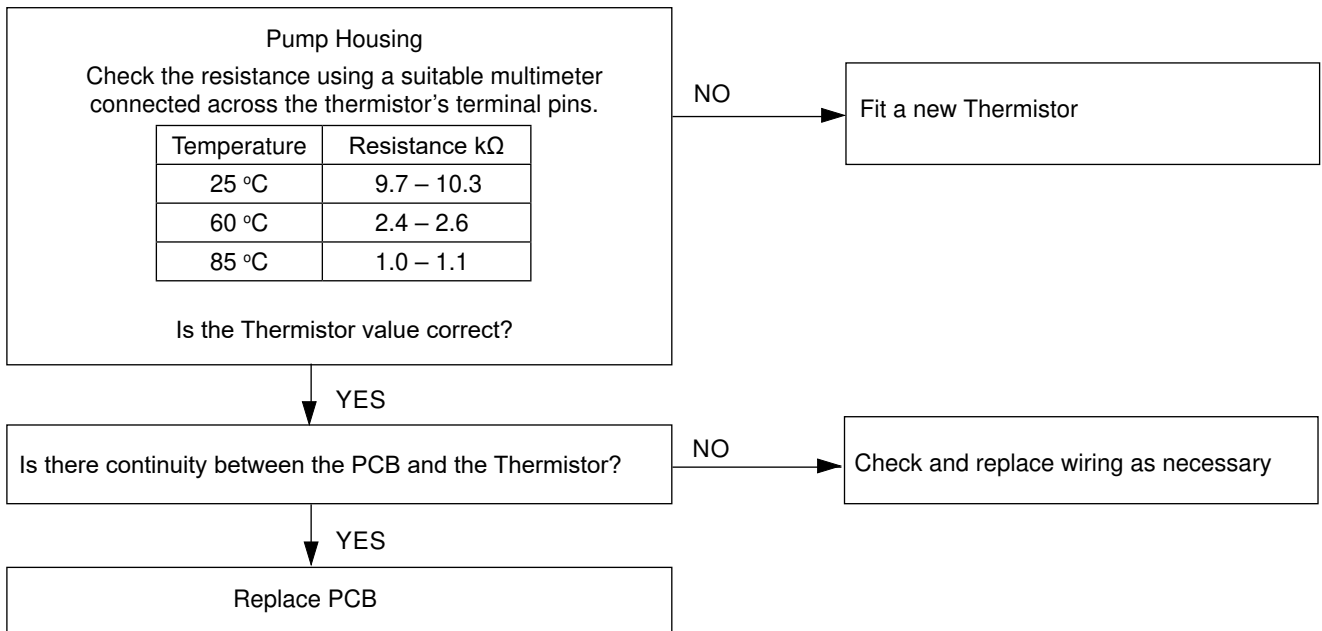 Pump Housing
Check the resistance using a suitable multimeter
connected across the thermistor’s terminal pins.
Temperature Resistance kΩ
25 °C 9.7 – 10.3
60 °C 2.4 – 2.6
85 °C 1.0 – 1.1
Is the Thermistor value correct?
NO
Fit a new Thermistor
YES
Is there continuity between the PCB and the Thermistor?
NO
Check and replace wiring as necessary
YES
Replace PCB